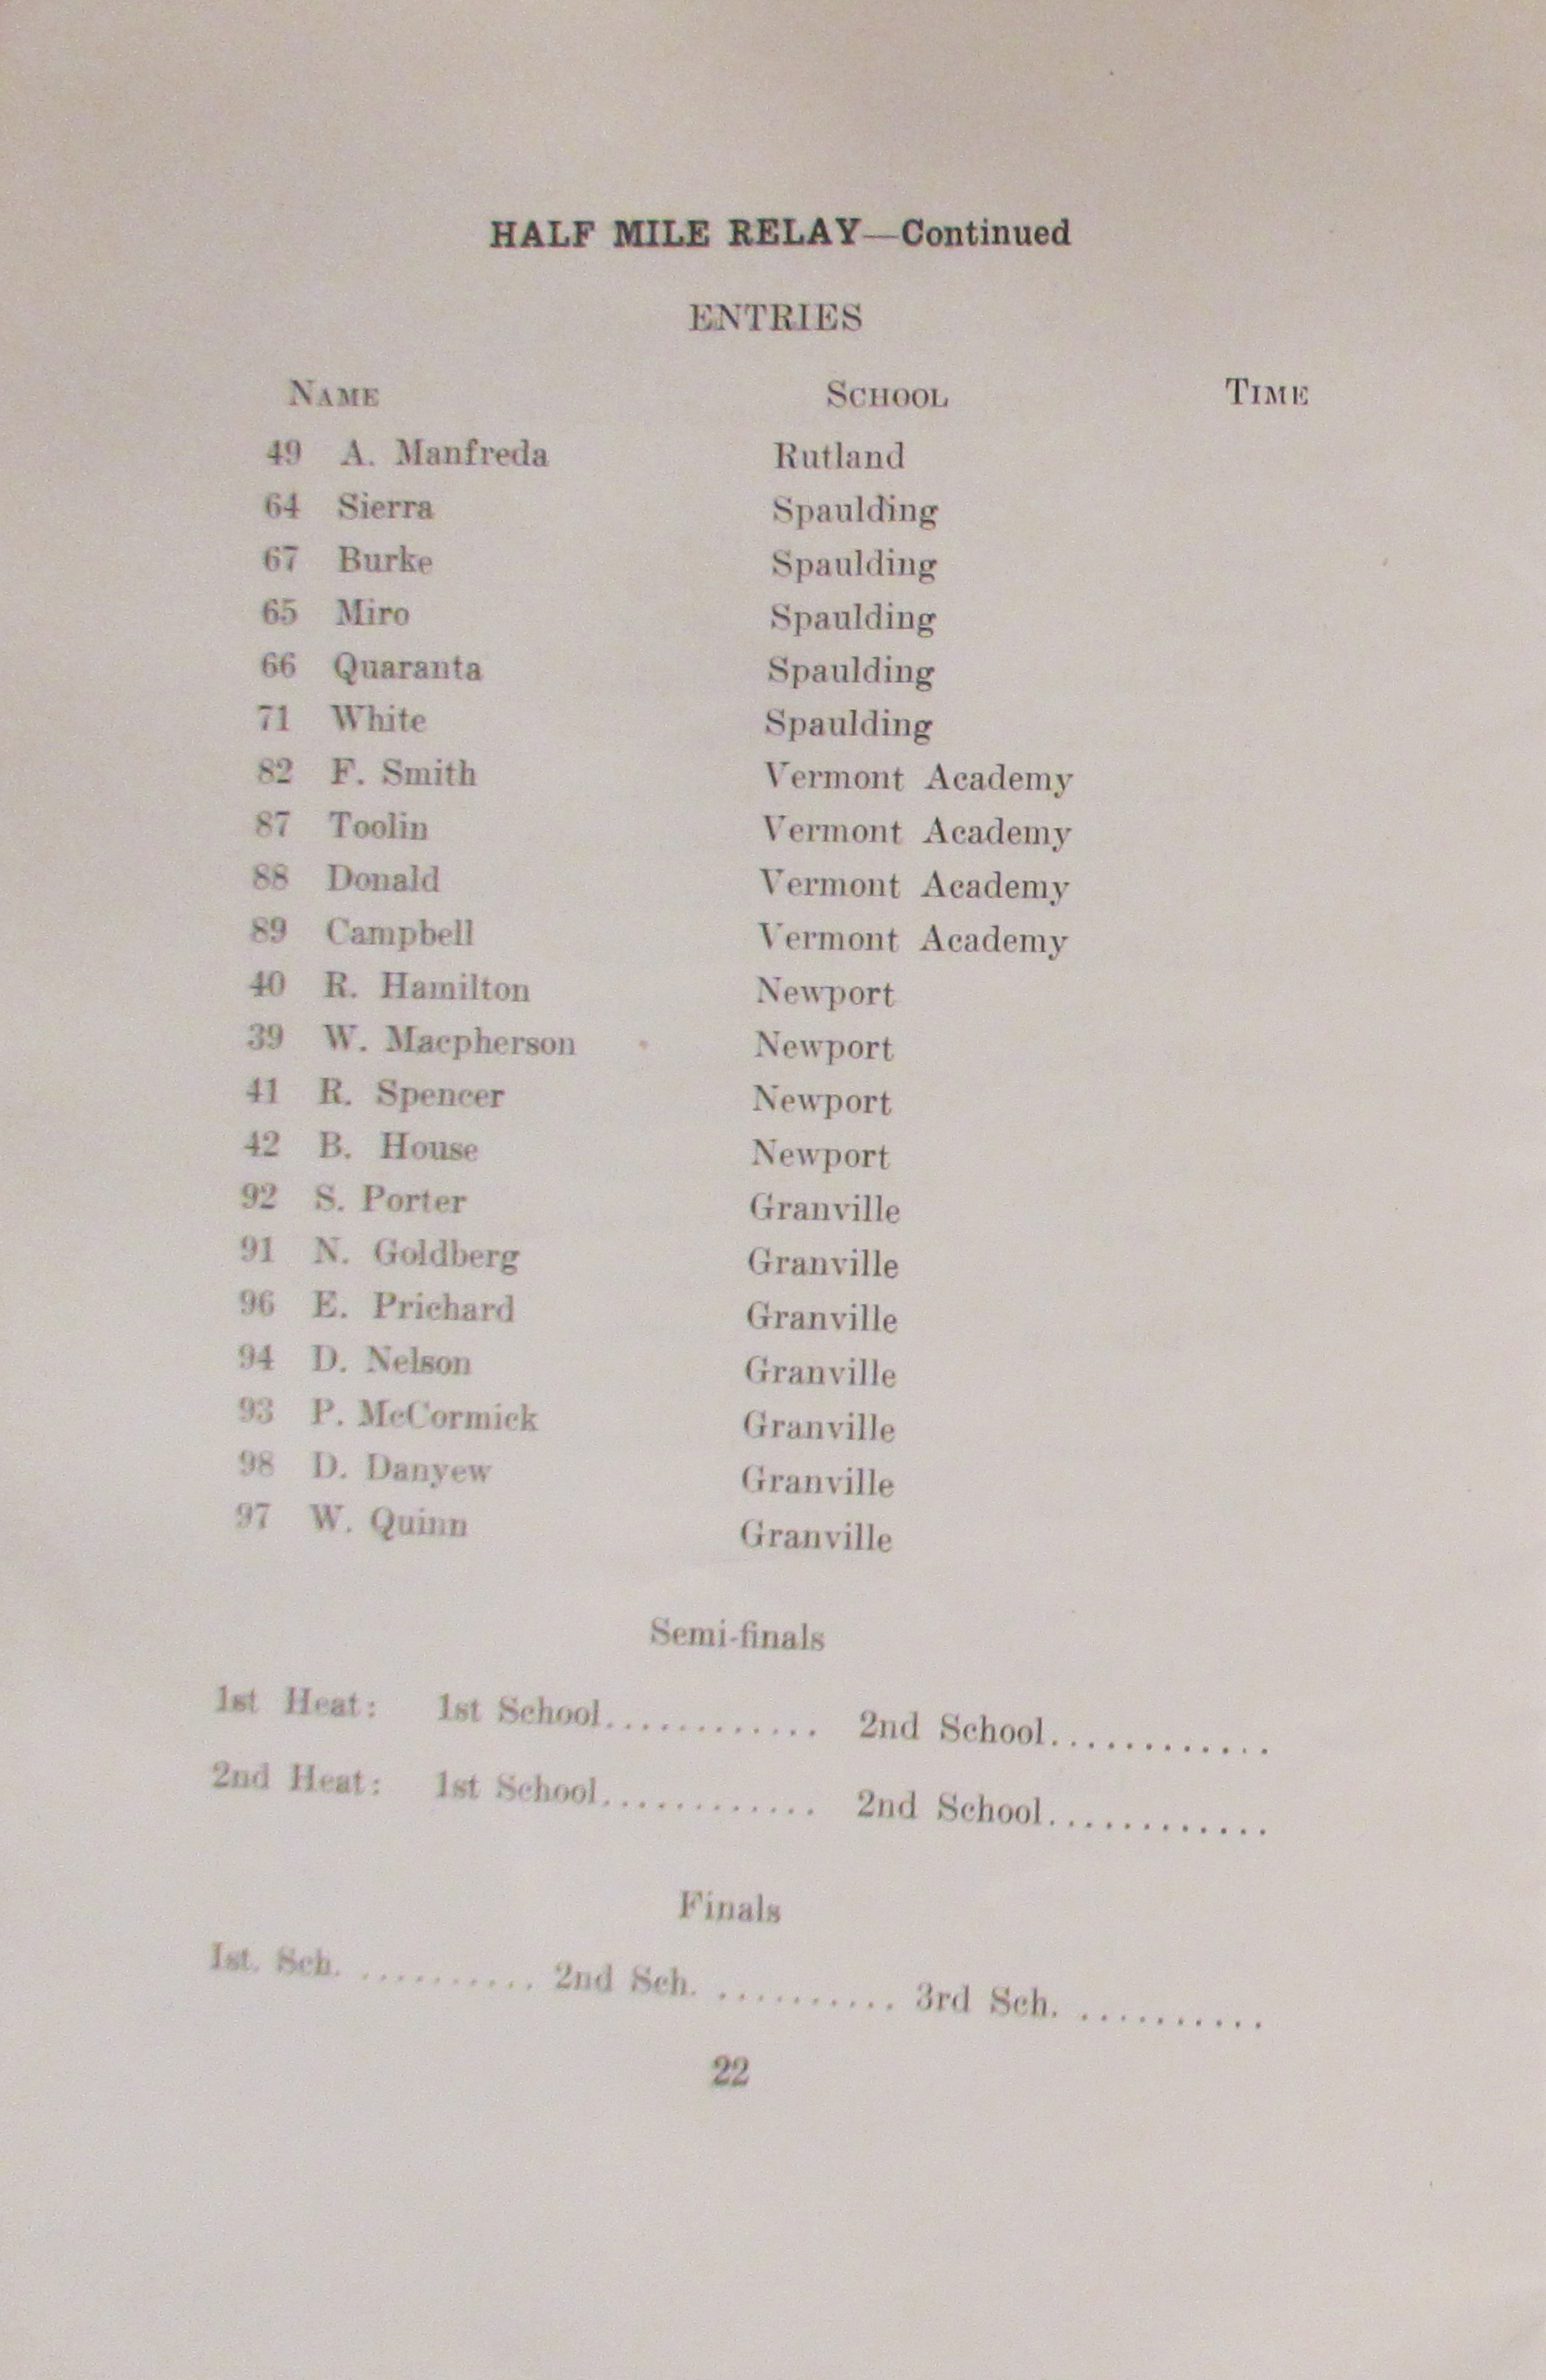 HALF MILE RELAY—Continued
ENTRIES
NAME SCHOOL TIME
49 A. Manfreda Rutland
64 Sierra Spaulding
67 Burke Spaulding
65 Miro Spaulding
66 Quaranta Spaulding
71 White Spaulding
82 F. Smith Vermont Academy
87 Toolin Vermont Academy
88 Donald Vermont Academy
89 Campbell Vermont Academy
40 R. Hamilton Newport
39 W. Macpherson Newport
41 R. Spencer Newport
42 B. House Newport
92 S. Porter Granville
91 N. Goldberg Granville
96 E. Prichard Granville
94 D. Nelson Granville
93 P. McCormick Granville
98 D. Danyew Granville
97 W. Quinn Granville
Semi-finals
1st Heat: 1st School............ 2nd School............
2nd Heat: 1st School............ 2nd School............
Finals
Ist. Sch. .......... 2nd Sch. .......... 3rd Sch. ..........
22